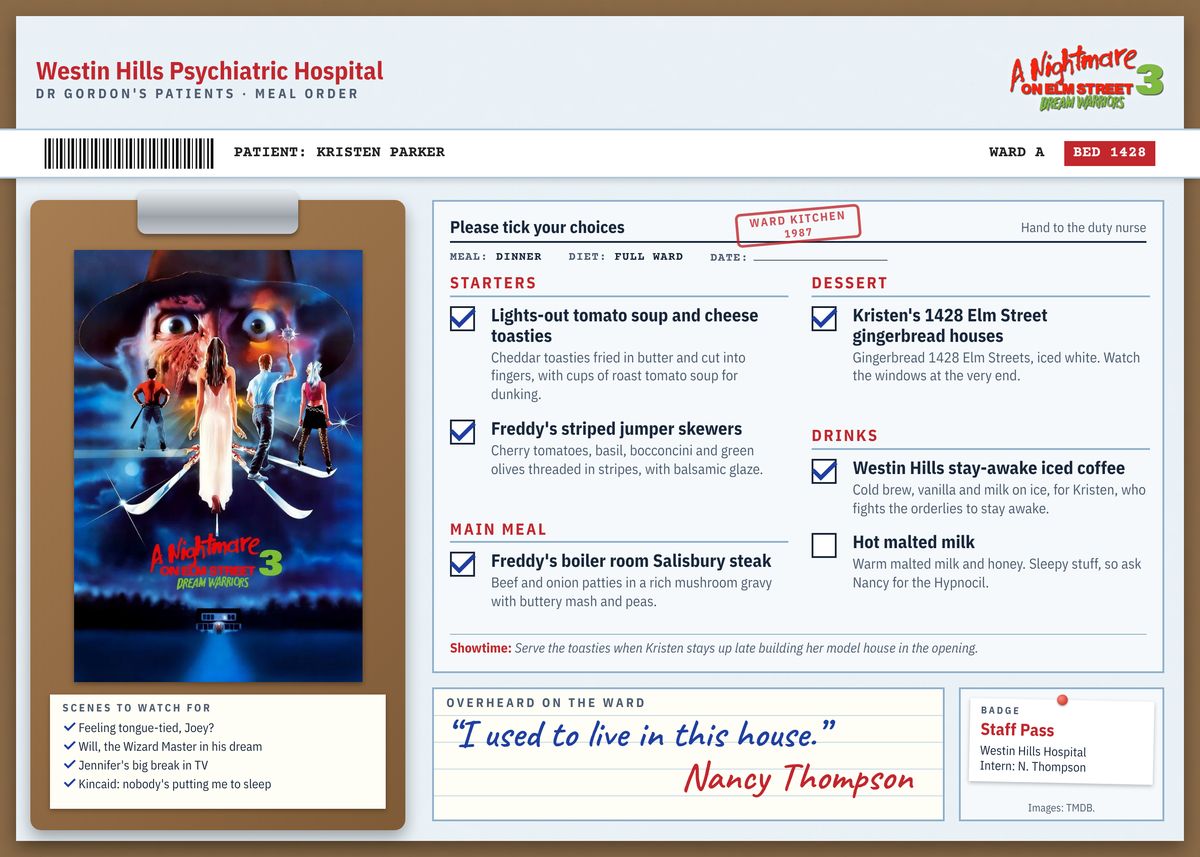 Westin Hills Psychiatric Hospital
DR GORDON'S PATIENTS · MEAL ORDER
A Nightmare
ON ELM STREET 3
DREAM WARRIORS
PATIENT: KRISTEN PARKER
WARD A
BED 1428
A Nightmare
ON ELM STREET 3
DREAM WARRIORS
SCENES TO WATCH FOR
Feeling tongue-tied, Joey?
Will, the Wizard Master in his dream
Jennifer's big break in TV
Kincaid: nobody's putting me to sleep
Please tick your choices
WARD KITCHEN
1987
Hand to the duty nurse
MEAL: DINNER DIET: FULL WARD DATE:
STARTERS
Lights-out tomato soup and cheese
toasties
Cheddar toasties fried in butter and cut into
fingers, with cups of roast tomato soup for
dunking.
Freddy's striped jumper skewers
Cherry tomatoes, basil, bocconcini and green
olives threaded in stripes, with balsamic glaze.
MAIN MEAL
Freddy's boiler room Salisbury steak
Beef and onion patties in a rich mushroom gravy
with buttery mash and peas.
DESSERT
Kristen's 1428 Elm Street
gingerbread houses
Gingerbread 1428 Elm Streets, iced white. Watch
the windows at the very end.
DRINKS
Westin Hills stay-awake iced coffee
Cold brew, vanilla and milk on ice, for Kristen, who
fights the orderlies to stay awake.
Hot malted milk
Warm malted milk and honey. Sleepy stuff, so ask
Nancy for the Hypnocil.
Showtime: Serve the toasties when Kristen stays up late building her model house in the opening.
OVERHEARD ON THE WARD
“I used to live in this house.”
Nancy Thompson
BADGE
Staff Pass
Westin Hills Hospital
Intern: N. Thompson
Images: TMDB.